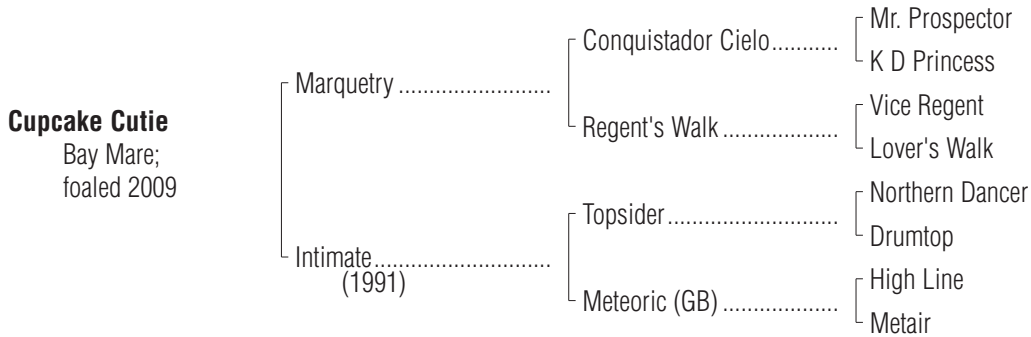 Mr. Prospector
Conquistador Cielo...........
K D Princess
Marquetry ........................
Vice Regent
Regent's Walk ..................
Lover's Walk
Cupcake Cutie
Bay Mare;
foaled 2009
Northern Dancer
Topsider...........................
Drumtop
Intimate............................
(1991)
High Line
Meteoric (GB) ..................
Metair